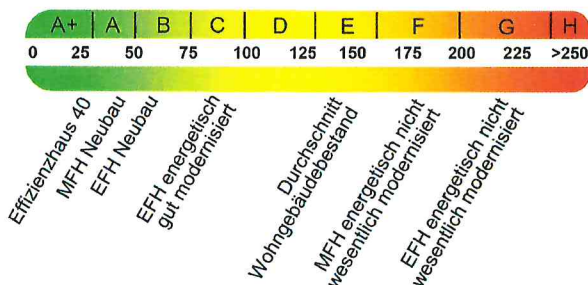 A+ A B C D E F G H
0 25 50 75 100 125 150 175 200 225 >250
Effizienzhaus 40
MFH Neubau
EFH Neubau
EFH energetisch
gut modernisiert
Durchschnitt
Wohngebäudebestand
MFH energetisch nicht
wesentlich modernisiert
EFH energetisch nicht
wesentlich modernisiert